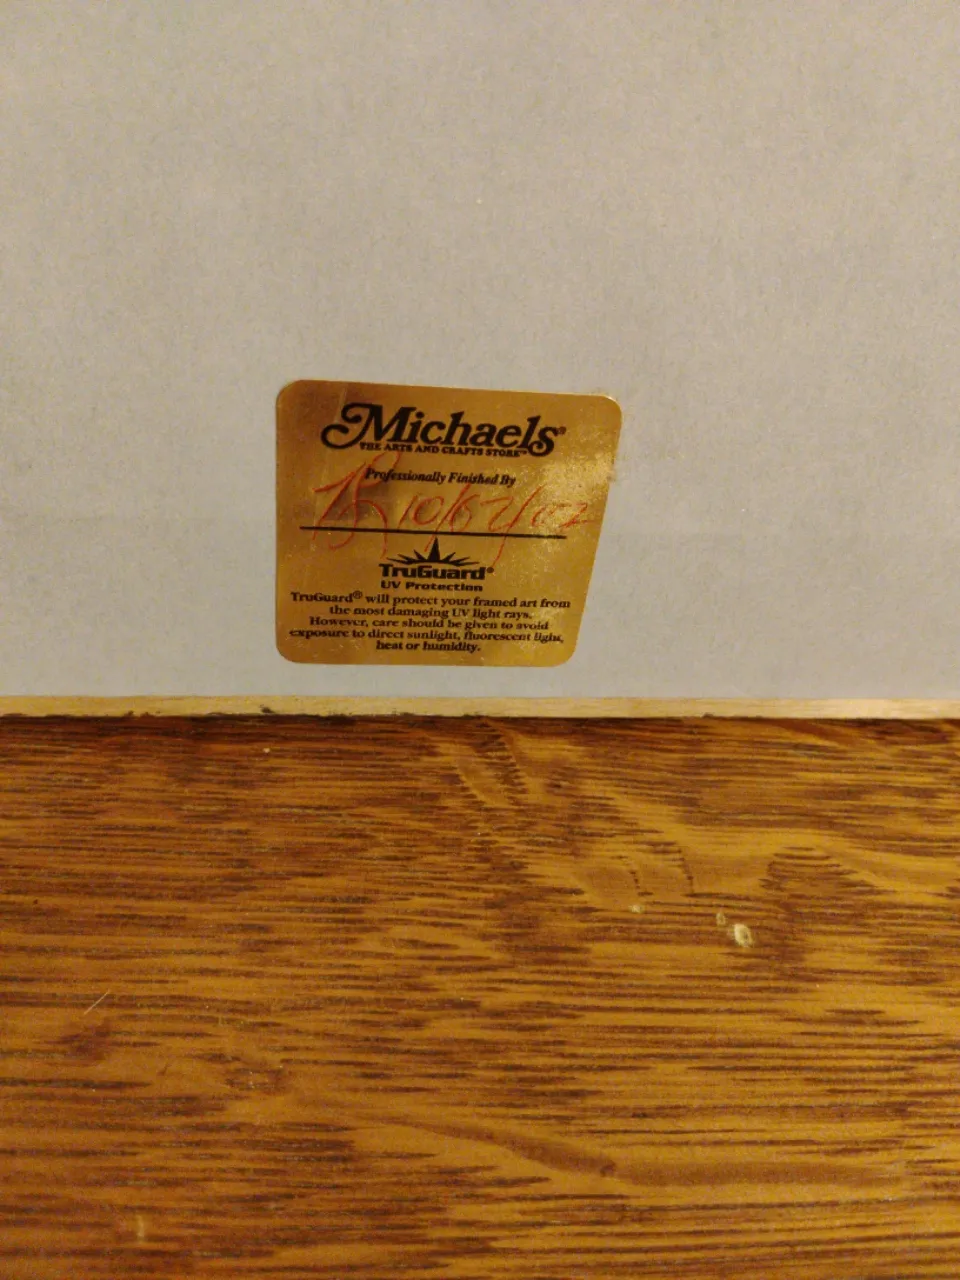 Michaels®
THE ARTS AND CRAFTS STORE™
Professionally Finished By
TruGuard®
UV Protection
TruGuard® will protect your framed art from
the most damaging UV light rays.
However, care should be given to avoid
exposure to direct sunlight, fluorescent light,
heat or humidity.